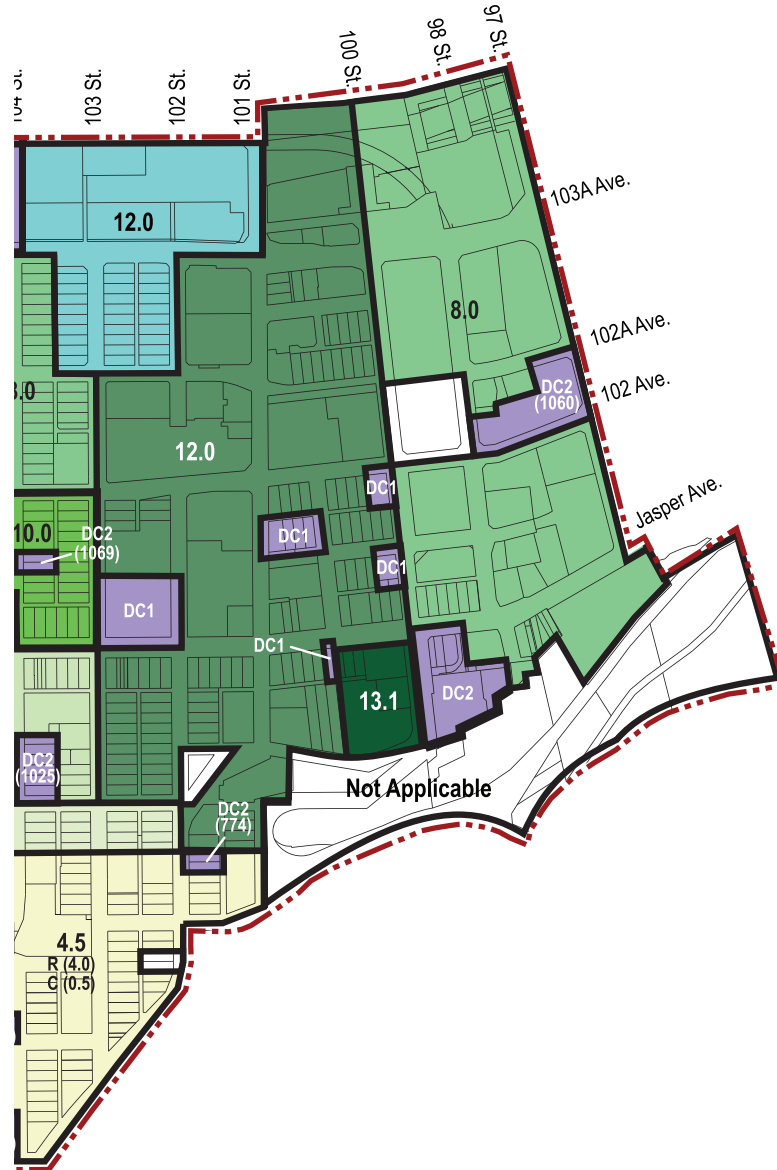 103 St.
102 St.
101 St.
100 St.
98 St.
97 St.
103A Ave.
12.0
8.0
102A Ave.
DC2
(1060)
102 Ave.
12.0
DC1
Jasper Ave.
10.0
DC2
(1069)
DC1
DC1
DC1
DC1
13.1
DC2
DC2
(1025)
Not Applicable
DC2
(774)
4.5
R (4.0)
C (0.5)